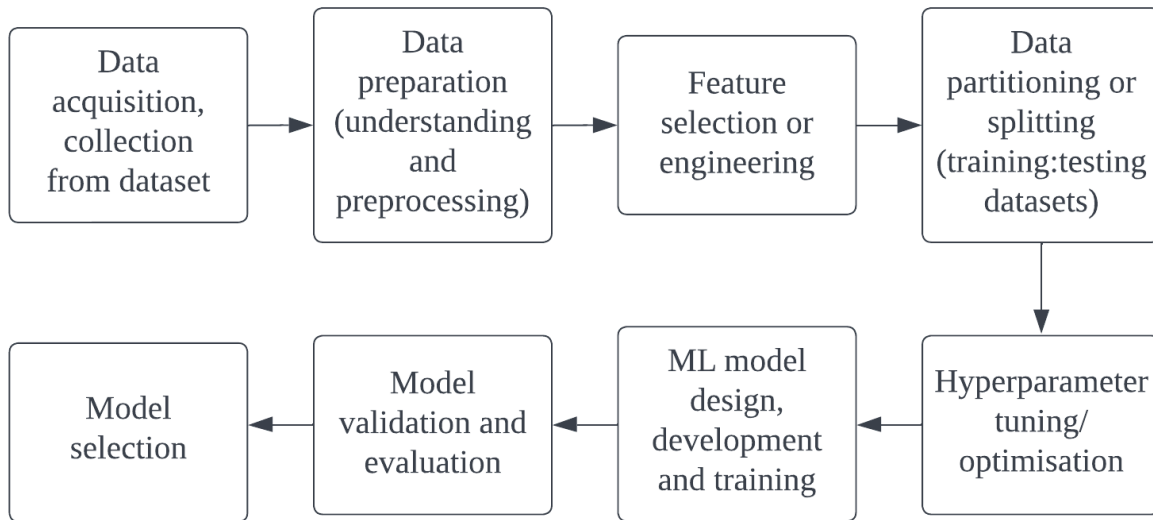 Data
acquisition,
collection
from dataset
Data
preparation
(understanding
and
preprocessing)
Feature
selection or
engineering
Data
partitioning or
splitting
(training:testing
datasets)
Hyperparameter
tuning/
optimisation
ML model
design,
development
and training
Model
validation and
evaluation
Model
selection